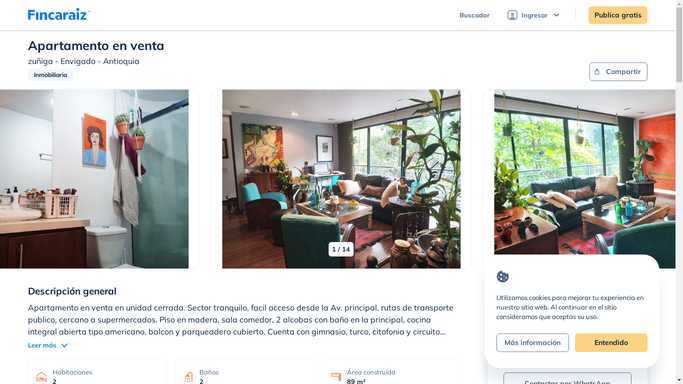 Fincaraiz
Buscador
Ingresar
Publica gratis
Apartamento en venta
zuñiga - Envigado - Antioquia
Inmobiliaria
Compartir
1 / 14
Descripción general
Apartamento en venta en unidad cerrada. Sector tranquilo, facil acceso desde la Av. principal, rutas de transporte
publico, cercano a supermercados. Piso en madera, sala comedor, 2 alcobas con baño en la principal, cocina
integral abierta tipo americano, balcon y parqueadero cubierto. Cuenta con gimnasio, turco, citofonia y circuito...
Leer más
Habitaciones
2
Baños
2
Área construida
89 m²
Utilizamos cookies para mejorar tu experiencia en
nuestro sitio web. Al continuar en el sitio
consideramos que aceptas su uso.
Más información
Entendido
Contactar por WhatsApp